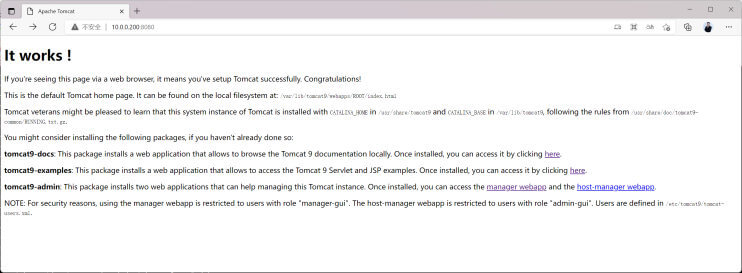 Apache Tomcat
不安全 | 10.0.0.200:8080
It works !
If you're seeing this page via a web browser, it means you've setup Tomcat successfully. Congratulations!
This is the default Tomcat home page. It can be found on the local filesystem at: /var/lib/tomcat9/webapps/ROOT/index.html
Tomcat veterans might be pleased to learn that this system instance of Tomcat is installed with CATALINA_HOME in /usr/share/tomcat9 and CATALINA_BASE in /var/lib/tomcat9, following the rules from /usr/share/doc/tomcat9-
common/RUNNING.txt.gz.
You might consider installing the following packages, if you haven't already done so:
tomcat9-docs: This package installs a web application that allows to browse the Tomcat 9 documentation locally. Once installed, you can access it by clicking here.
tomcat9-examples: This package installs a web application that allows to access the Tomcat 9 Servlet and JSP examples. Once installed, you can access it by clicking here.
tomcat9-admin: This package installs two web applications that can help managing this Tomcat instance. Once installed, you can access the manager webapp and the host-manager webapp.
NOTE: For security reasons, using the manager webapp is restricted to users with role "manager-gui". The host-manager webapp is restricted to users with role "admin-gui". Users are defined in /etc/tomcat9/tomcat-
users.xml.